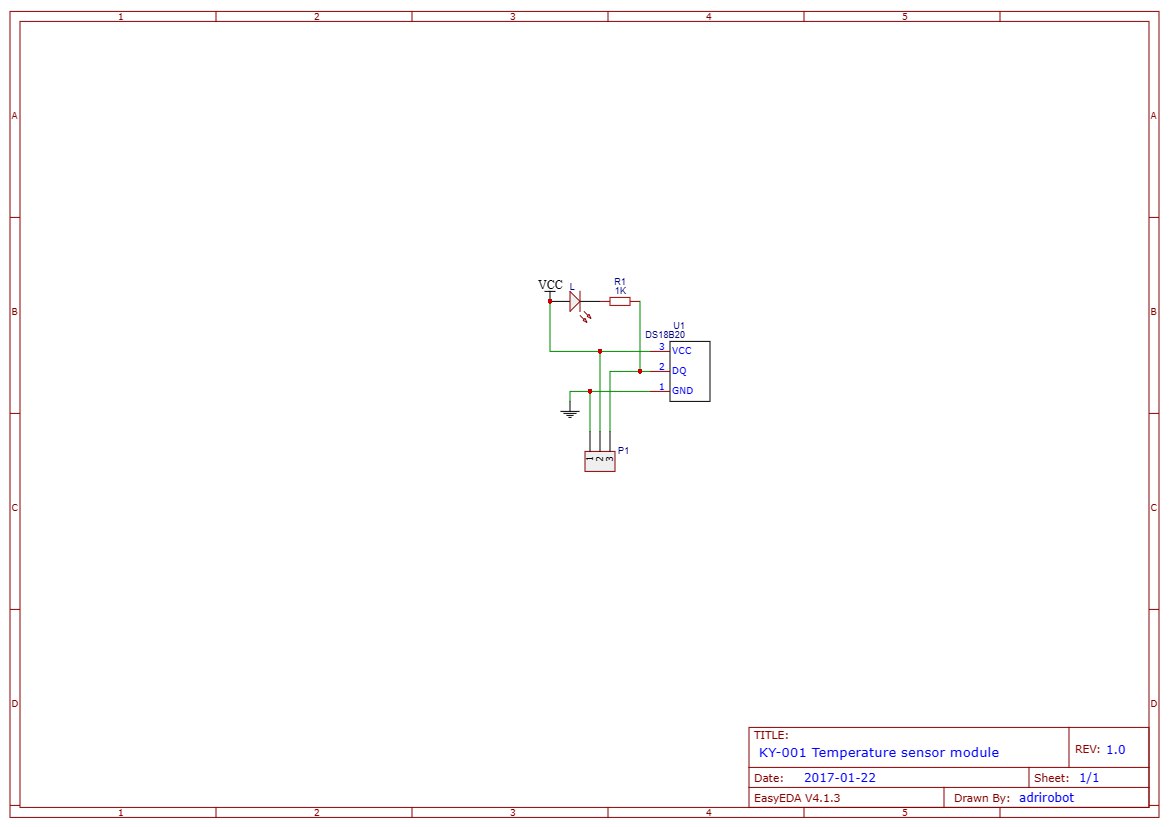 1 2 3 4 5
A A
VCC L R1
1K
B B
U1
DS18B20
3 VCC
2 DQ
1 GND
P1
1 2 3
C C
D D
TITLE:
KY-001 Temperature sensor module
REV: 1.0
Date: 2017-01-22
Sheet: 1/1
EasyEDA V4.1.3
Drawn By: adrirobot
1 2 3 4 5